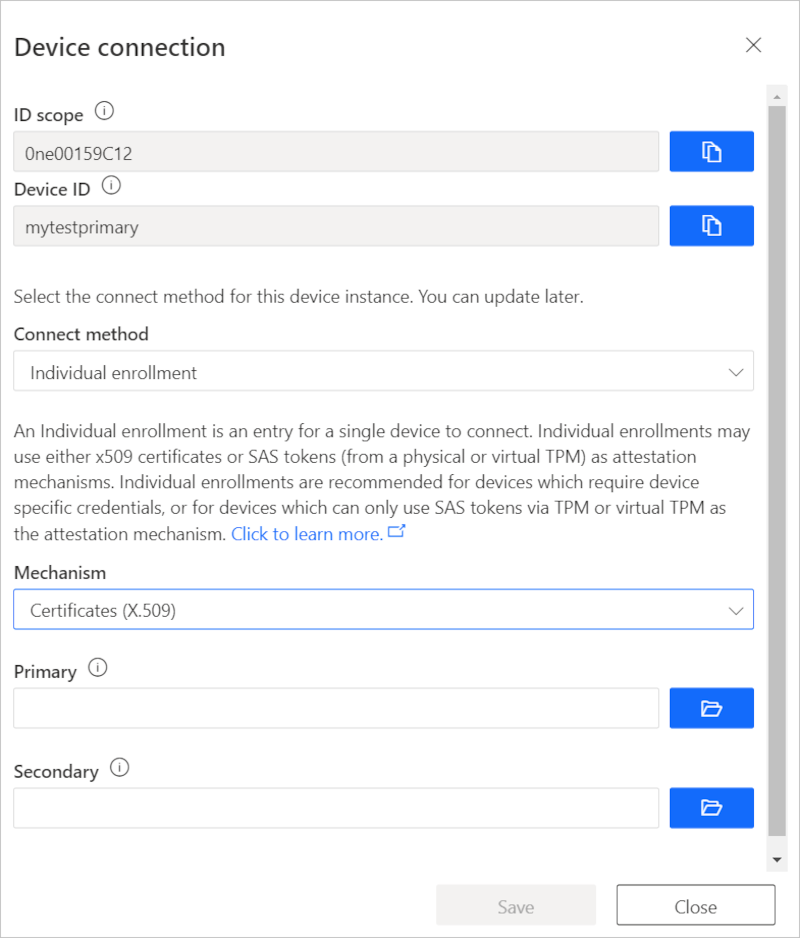 Device connection
ID scope
0ne00159C12
Device ID
mytestprimary
Select the connect method for this device instance. You can update later.
Connect method
Individual enrollment
An Individual enrollment is an entry for a single device to connect. Individual enrollments may
use either x509 certificates or SAS tokens (from a physical or virtual TPM) as attestation
mechanisms. Individual enrollments are recommended for devices which require device
specific credentials, or for devices which can only use SAS tokens via TPM or virtual TPM as
the attestation mechanism. Click to learn more.
Mechanism
Certificates (X.509)
Primary
Secondary
Save
Close